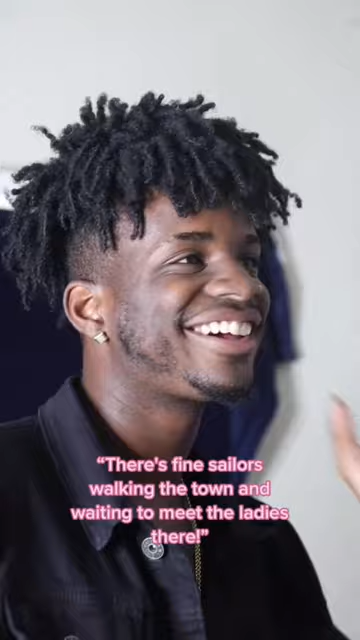 “There's fine sailors
walking the town and
waiting to meet the ladies
there!”